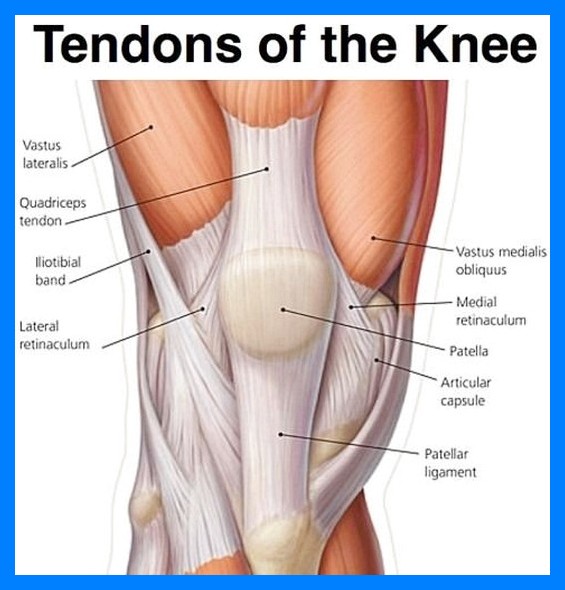 Tendons of the Knee
Vastus
lateralis
Quadriceps
tendon
Iliotibial
band
Lateral
retinaculum
Vastus medialis
obliquus
Medial
retinaculum
Patella
Articular
capsule
Patellar
ligament